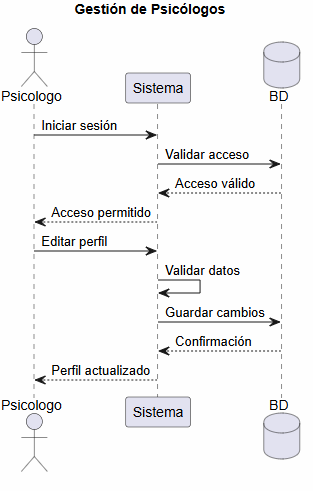 Gestión de Psicólogos
Psicologo
Sistema
BD
Iniciar sesión
Validar acceso
Acceso válido
Acceso permitido
Editar perfil
Validar datos
Guardar cambios
Confirmación
Perfil actualizado
Psicologo
Sistema
BD